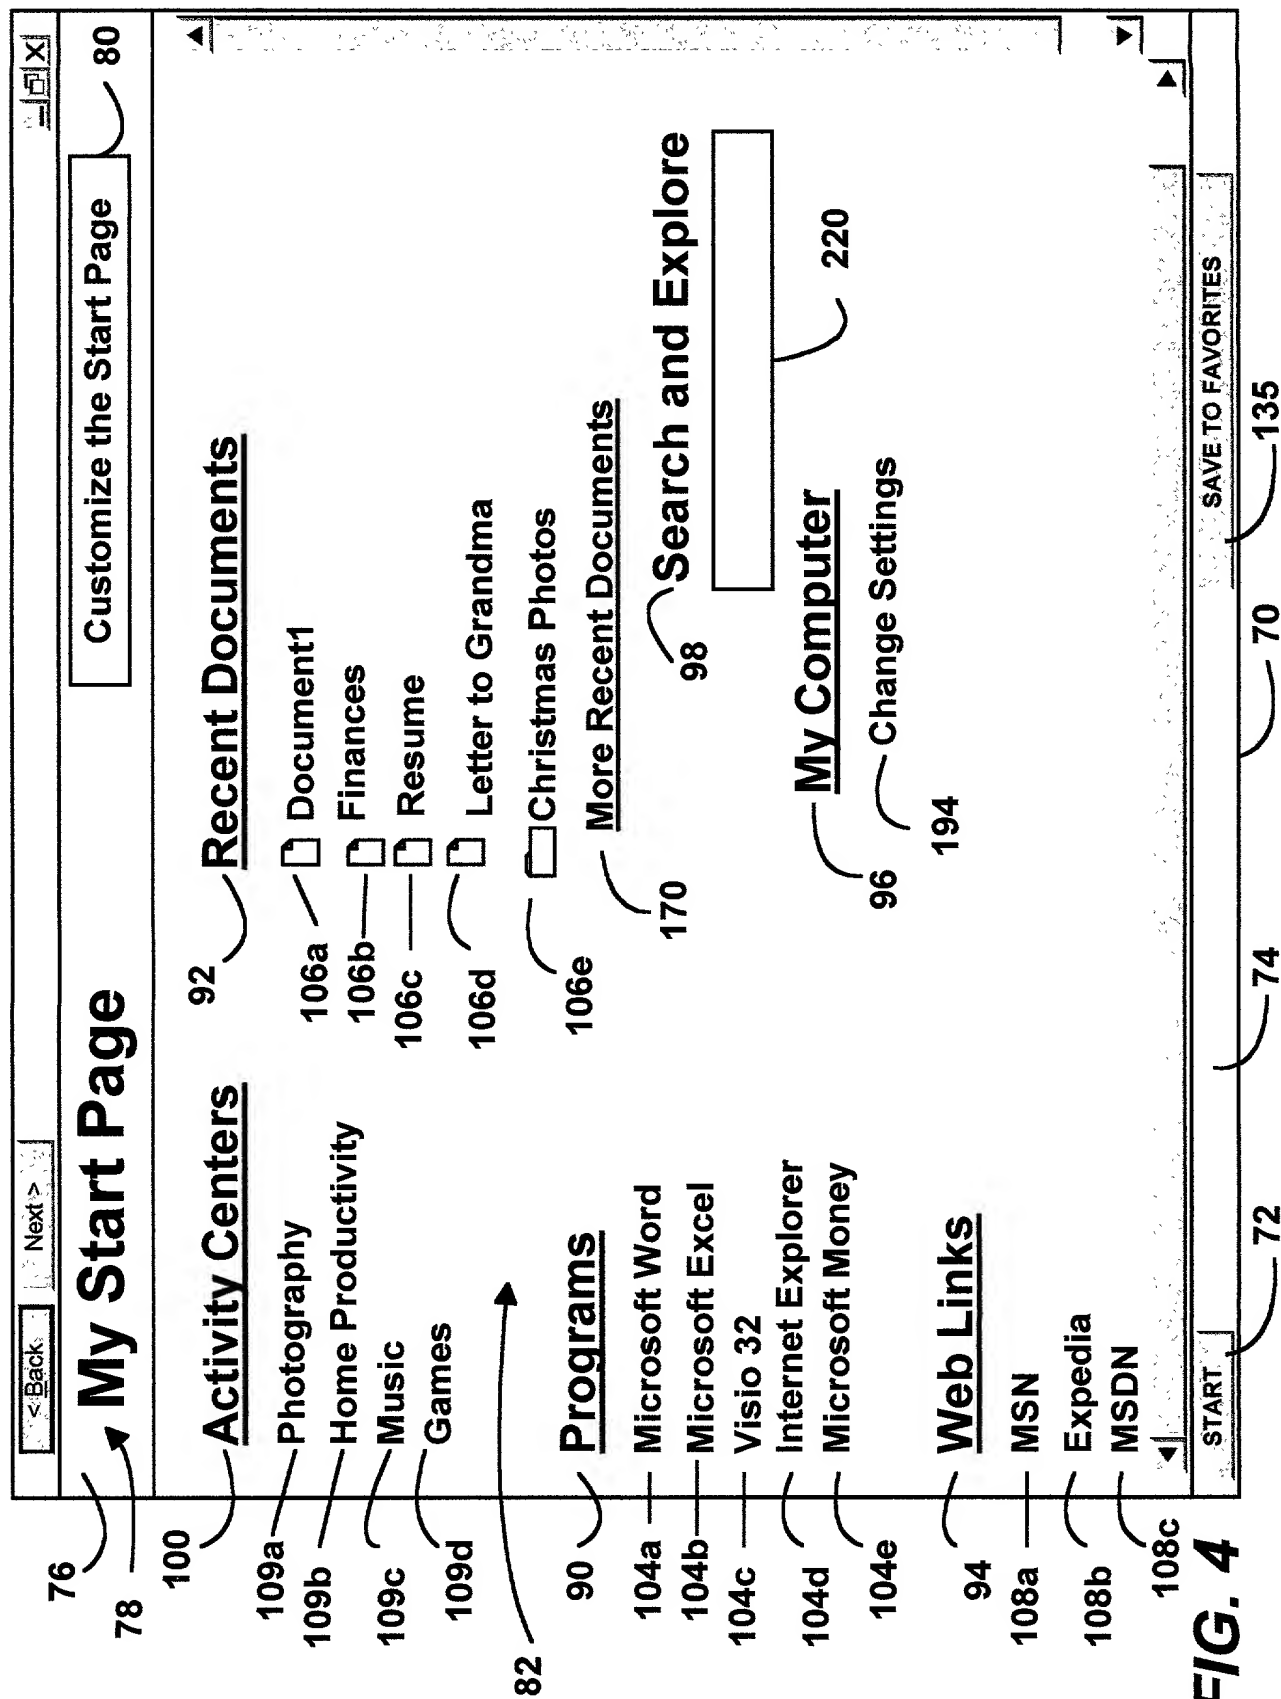 < Back Next >
76 My Start Page Customize the Start Page 80
78
100 Activity Centers
109a Photography
109b Home Productivity
109c Music
109d Games
82
90 Programs
104a Microsoft Word
104b Microsoft Excel
104c Visio 32
104d Internet Explorer
104e Microsoft Money
94 Web Links
108a MSN
108b Expedia
108c MSDN
92 Recent Documents
106a Document1
106b Finances
106c Resume
106d Letter to Grandma
106e Christmas Photos
170 More Recent Documents
98 Search and Explore
220
96 My Computer
194 Change Settings
START SAVE TO FAVORITES
72 74 70 135
FIG. 4